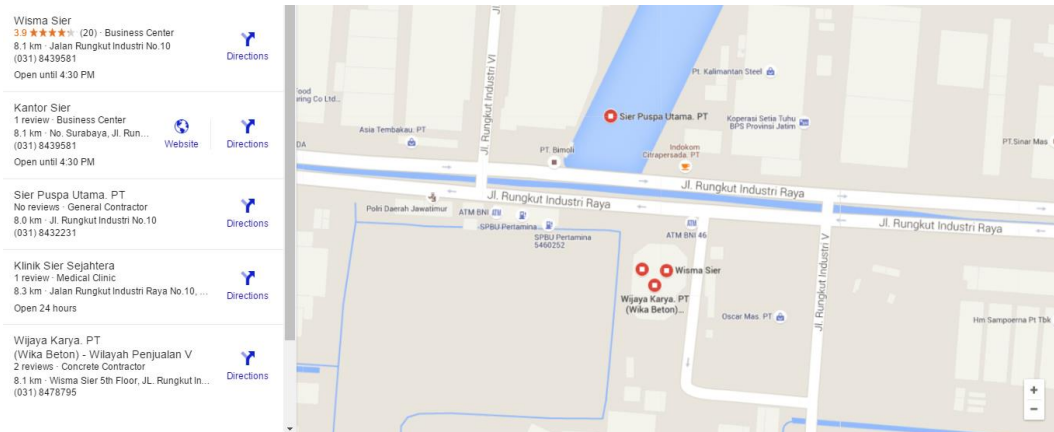 Wisma Sier
3.9 ★★★★★ (20) · Business Center
8.1 km · Jalan Rungkut Industri No.10
(031) 8439581
Open until 4:30 PM
Directions
Kantor Sier
1 review · Business Center
8.1 km · No. Surabaya, Jl. Run...
(031) 8439581
Open until 4:30 PM
Website
Directions
Sier Puspa Utama. PT
No reviews · General Contractor
8.0 km · Jl. Rungkut Industri No.10
(031) 8432231
Directions
Klinik Sier Sejahtera
1 review · Medical Clinic
8.3 km · Jalan Rungkut Industri Raya No.10, ...
Open 24 hours
Directions
Wijaya Karya. PT
(Wika Beton) - Wilayah Penjualan V
2 reviews · Concrete Contractor
8.1 km · Wisma Sier 5th Floor, JL. Rungkut In...
(031) 8478795
Directions
Jl. Rungkut Industri VI
Pt. Kalimantan Steel
Sier Puspa Utama. PT
Koperasi Setia Tuhu
BPS Provinsi Jatim
Asia Tembakau. PT
PT. Bimoli
Indokom
Citrapersada. PT
PT.Sinar Mas
Jl. Rungkut Industri Raya
Jl. Rungkut Industri Raya
Jl. Rungkut Industri Raya
Polri Daerah Jawatimur
ATM BNI
SPBU Pertamina...
SPBU Pertamina
5460252
ATM BNI 46
Wisma Sier
Wijaya Karya. PT
(Wika Beton)...
Oscar Mas. PT
Jl. Rungkut Industri V
Hm Sampoerna Pt Tbk
+
−